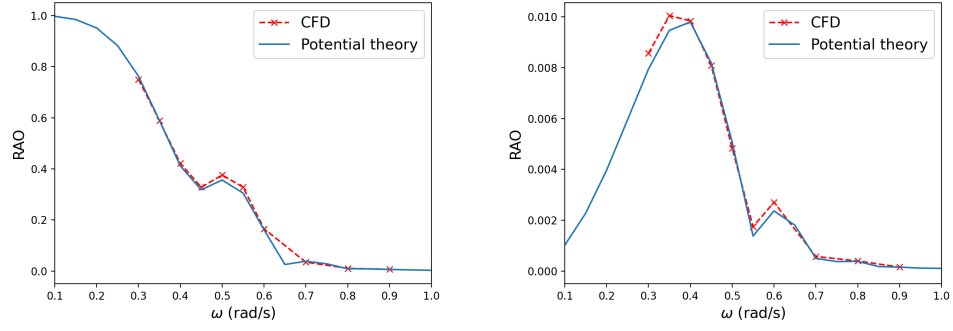 1.0
0.8
0.6
0.4
0.2
0.0
RAO
CFD
Potential theory
0.1 0.2 0.3 0.4 0.5 0.6 0.7 0.8 0.9 1.0
ω (rad/s)
0.010
0.008
0.006
0.004
0.002
0.000
RAO
CFD
Potential theory
0.1 0.2 0.3 0.4 0.5 0.6 0.7 0.8 0.9 1.0
ω (rad/s)